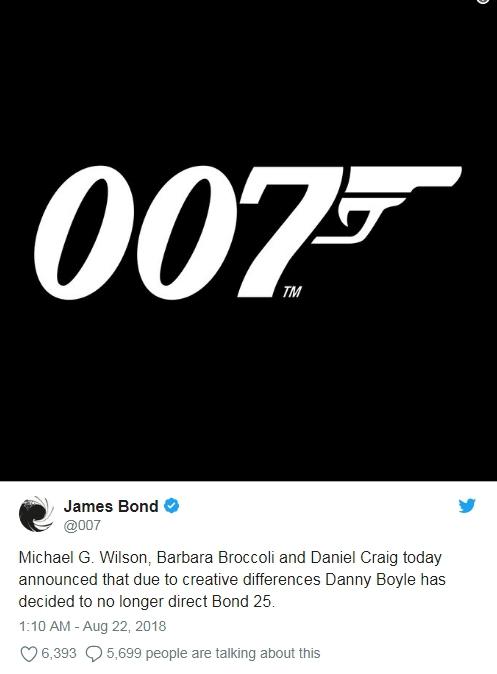 007
TM
James Bond
@007
Michael G. Wilson, Barbara Broccoli and Daniel Craig today
announced that due to creative differences Danny Boyle has
decided to no longer direct Bond 25.
1:10 AM - Aug 22, 2018
6,393 5,699 people are talking about this